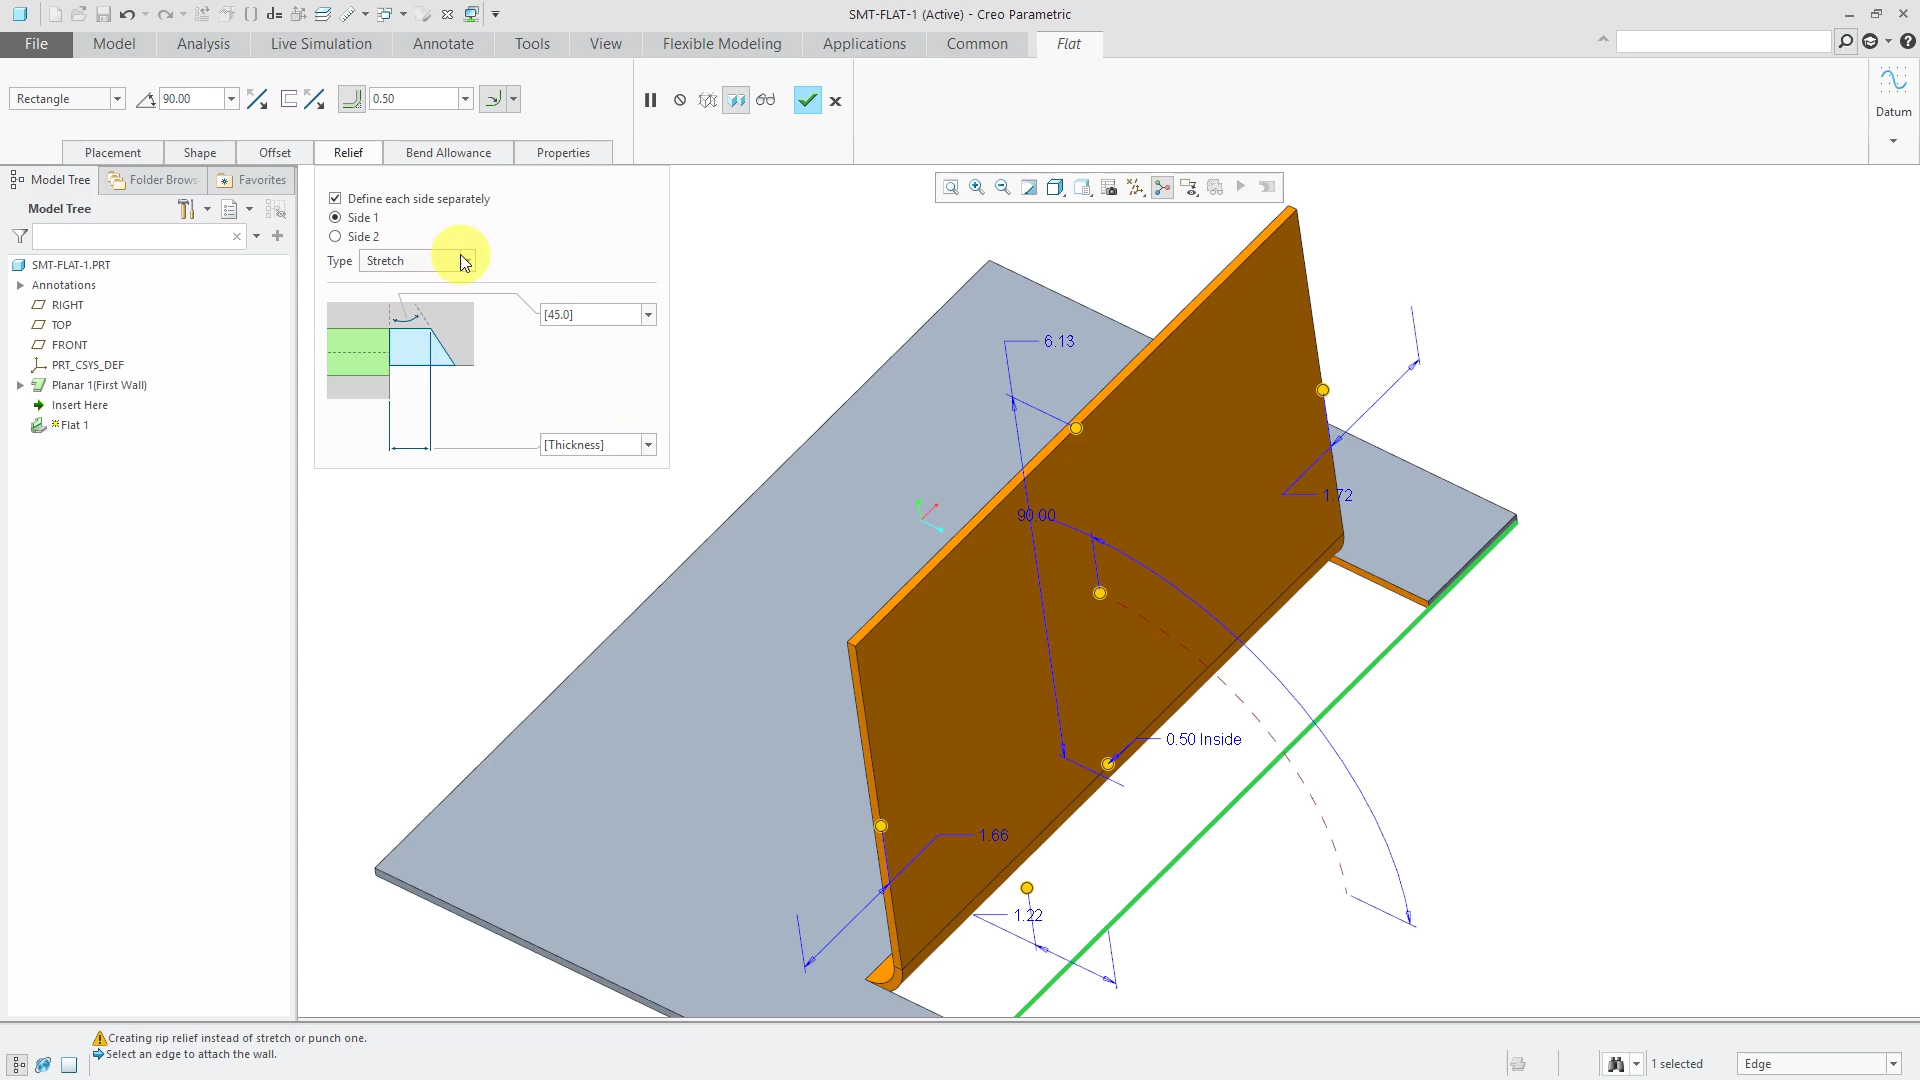 SMT-FLAT-1 (Active) - Creo Parametric
File
Model
Analysis
Live Simulation
Annotate
Tools
View
Flexible Modeling
Applications
Common
Flat
Rectangle
90.00
0.50
Datum
Placement
Shape
Offset
Relief
Bend Allowance
Properties
Model Tree
Folder Brows
Favorites
Model Tree
SMT-FLAT-1.PRT
Annotations
RIGHT
TOP
FRONT
PRT_CSYS_DEF
Planar 1(First Wall)
Insert Here
Flat 1
Define each side separately
Side 1
Side 2
Type
Stretch
[45.0]
[Thickness]
6.13
1.72
90.00
0.50 Inside
1.66
1.22
Creating rip relief instead of stretch or punch one.
Select an edge to attach the wall.
1 selected
Edge